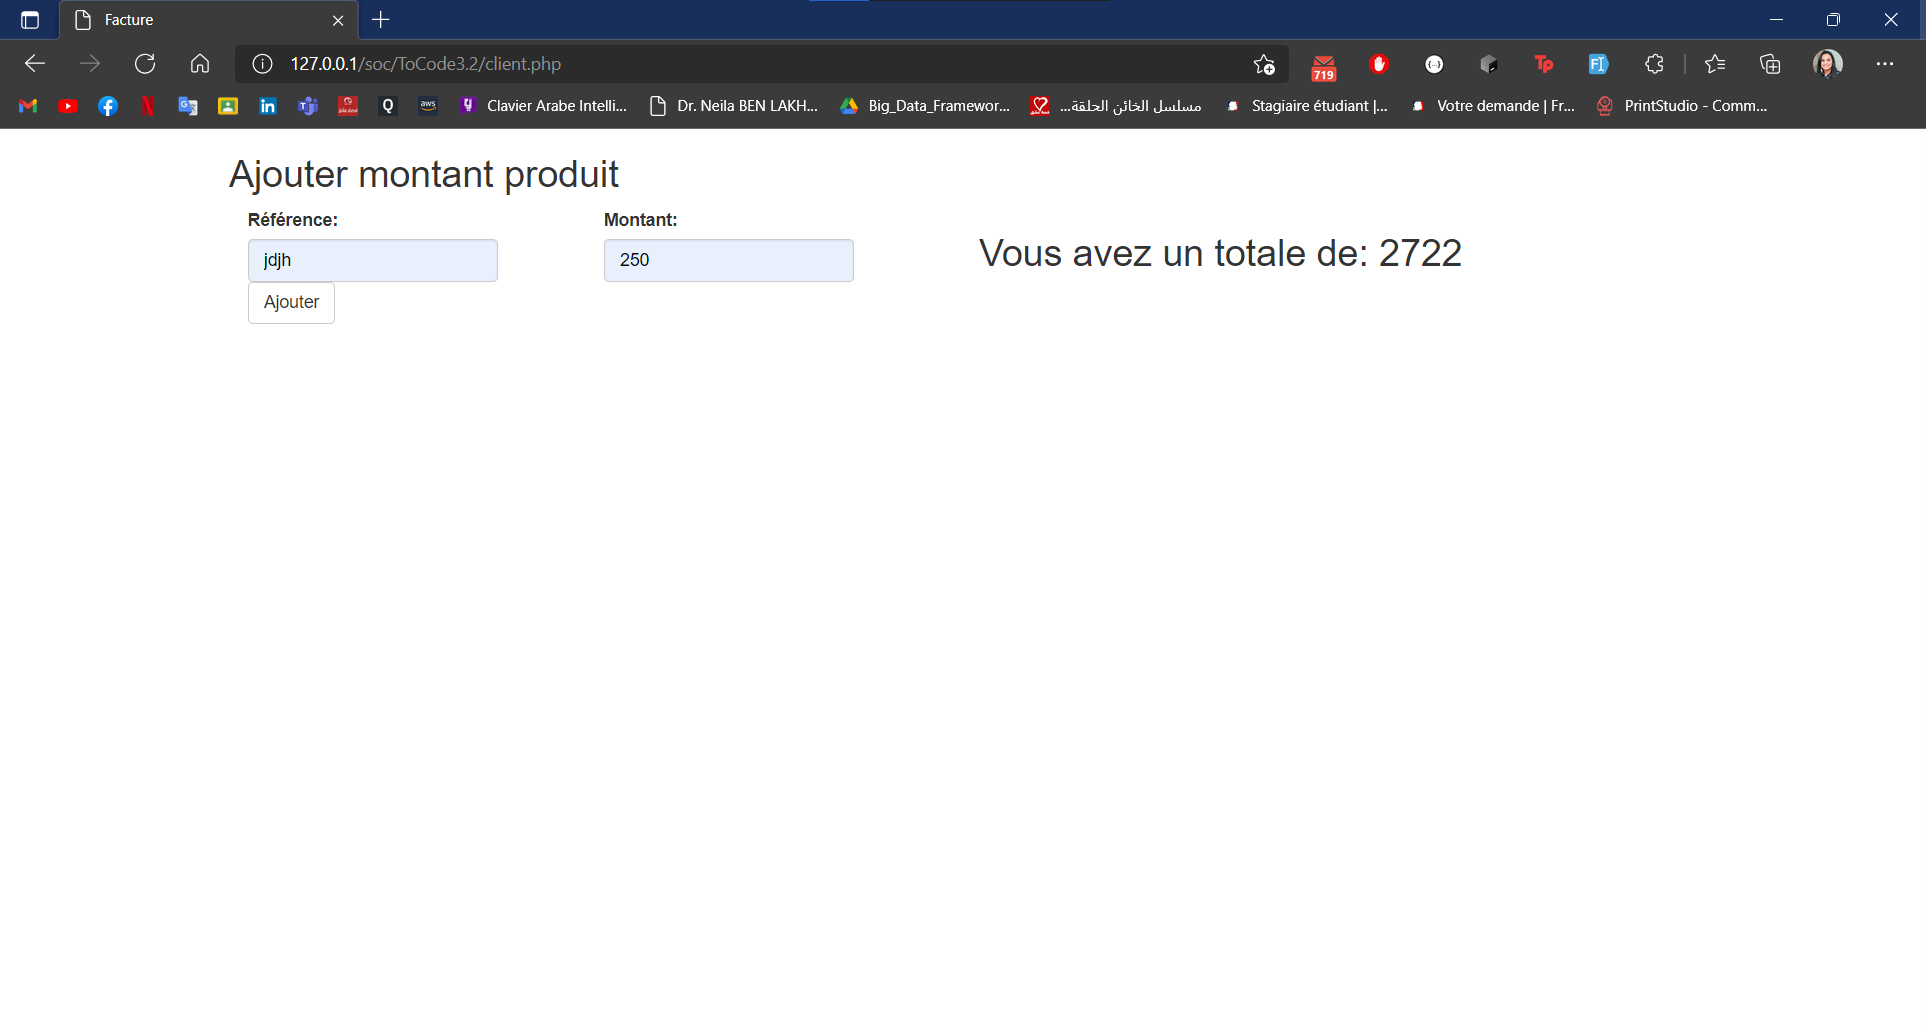 Facture
127.0.0.1/soc/ToCode3.2/client.php
719
Tp
Q
aws
Clavier Arabe Intelli...
Dr. Neila BEN LAKH...
Big_Data_Framewor...
مسلسل الخائن الحلقة...
Stagiaire étudiant |...
Votre demande | Fr...
PrintStudio - Comm...
Ajouter montant produit
Référence:
Montant:
jdjh
250
Vous avez un totale de: 2722
Ajouter